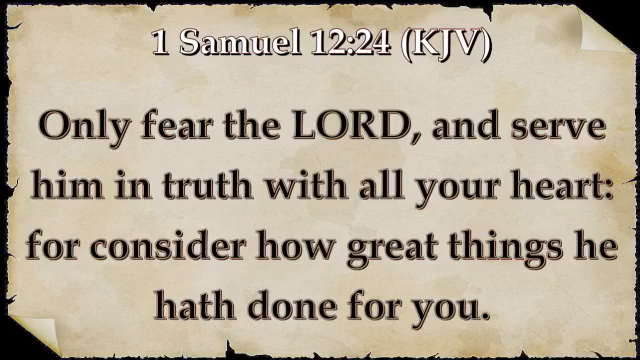 1 Samuel 12:24 (KJV)
Only fear the LORD, and serve
him in truth with all your heart:
for consider how great things he
hath done for you.